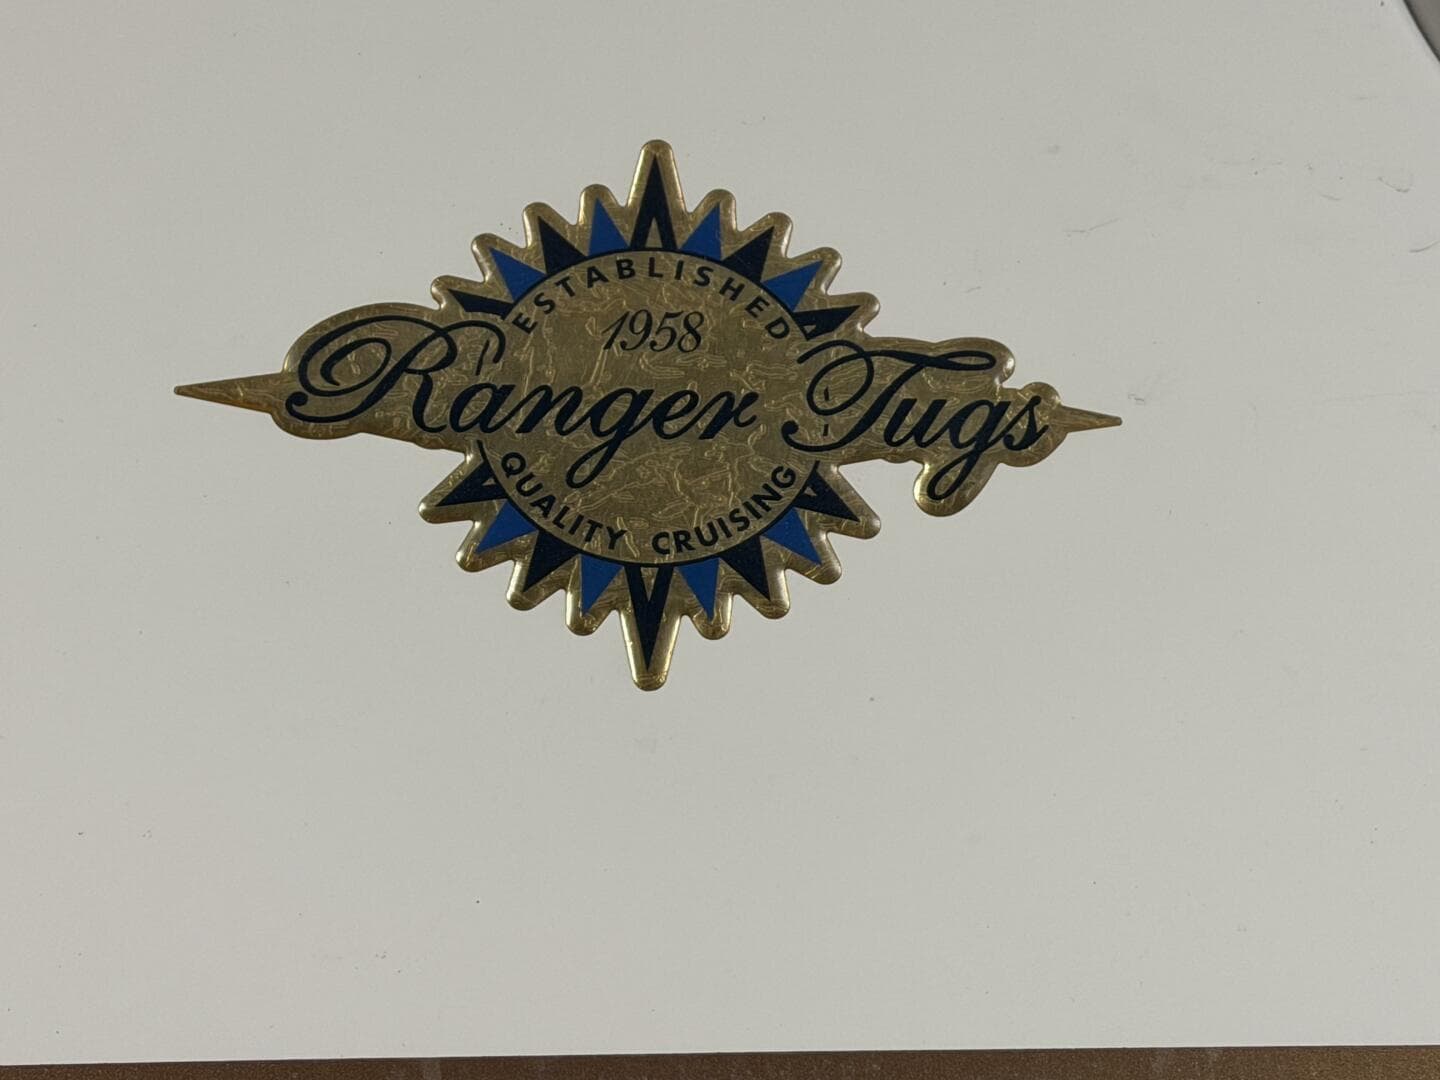 ESTABLISHED
1958
Ranger Tugs
QUALITY CRUISING